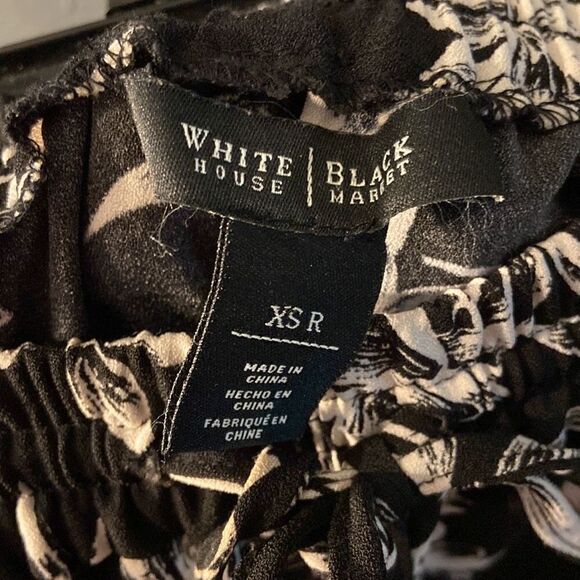 WHITE HOUSE | BLACK MARKET
XS R
MADE IN
CHINA
HECHO EN
CHINA
FABRIQUÉ EN
CHINE